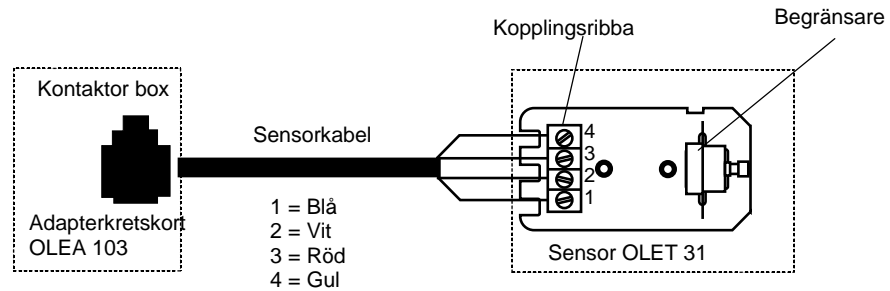 Kopplingsribba
Begränsare
Kontaktor box
Sensorkabel
4
3
2
1
Adapterkretskort
OLEA 103
1 = Blå
2 = Vit
3 = Röd
4 = Gul
Sensor OLET 31